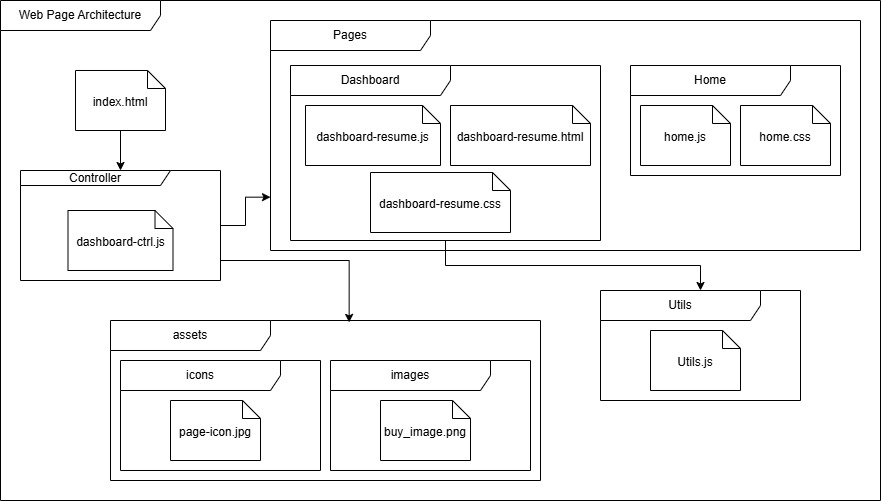 Web Page Architecture
Pages
index.html
Dashboard
Home
dashboard-resume.js
dashboard-resume.html
home.js
home.css
dashboard-resume.css
Controller
dashboard-ctrl.js
Utils
Utils.js
assets
icons
images
page-icon.jpg
buy_image.png